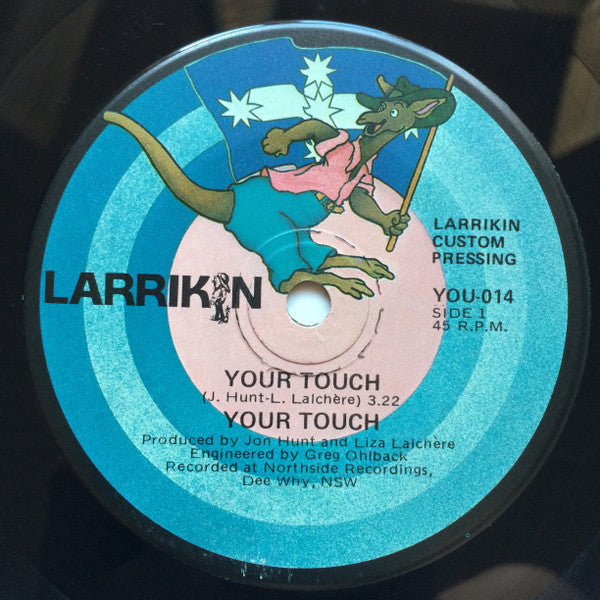 LARRIKIN
LARRIKIN
CUSTOM
PRESSING
YOU-014
SIDE 1
45 R.P.M.
YOUR TOUCH
(J. Hunt-L. Lalchère) 3.22
YOUR TOUCH
Produced by Jon Hunt and Liza Lalchère
Engineered by Greg Ohlback
Recorded at Northside Recordings,
Dee Why, NSW